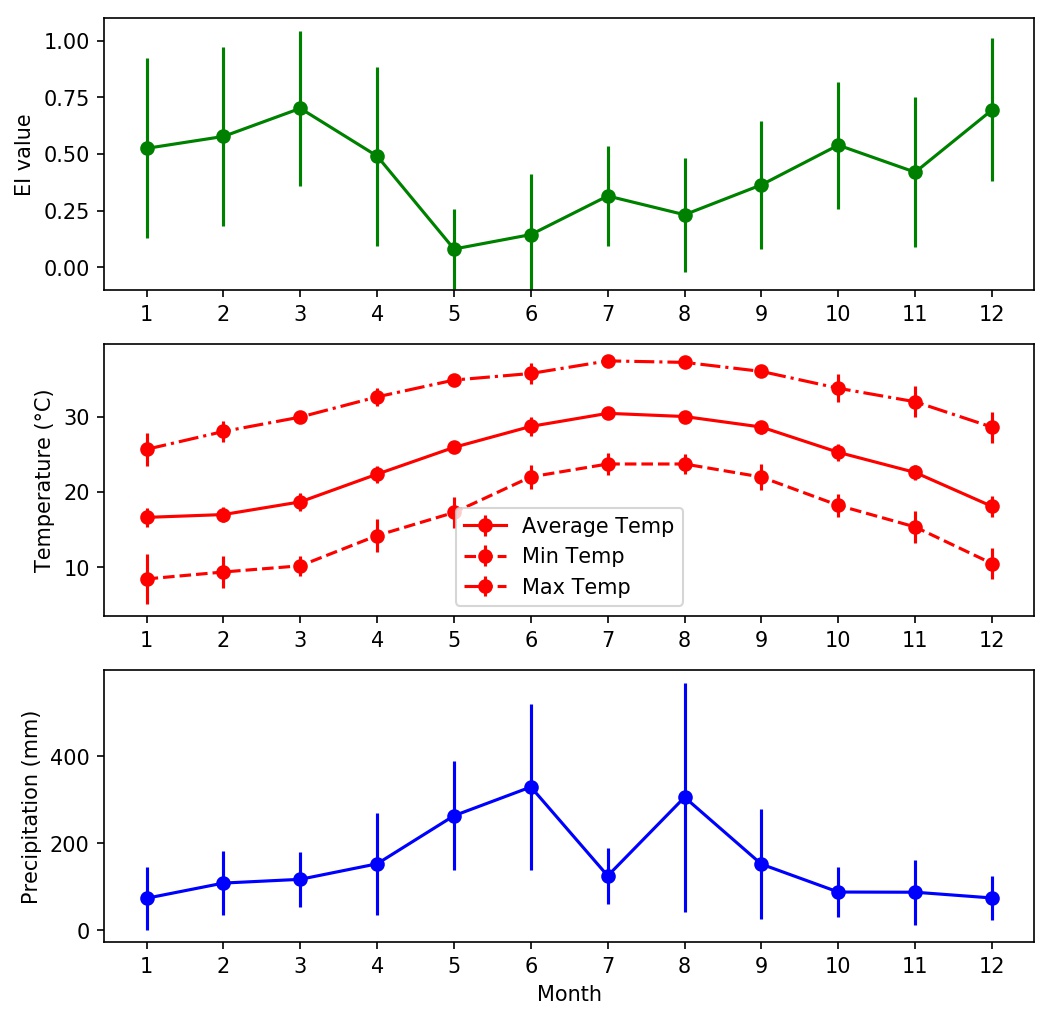 EI value
1.00
0.75
0.50
0.25
0.00
1 2 3 4 5 6 7 8 9 10 11 12
Temperature (°C)
30
20
10
Average Temp
Min Temp
Max Temp
1 2 3 4 5 6 7 8 9 10 11 12
Precipitation (mm)
400
200
0
1 2 3 4 5 6 7 8 9 10 11 12
Month